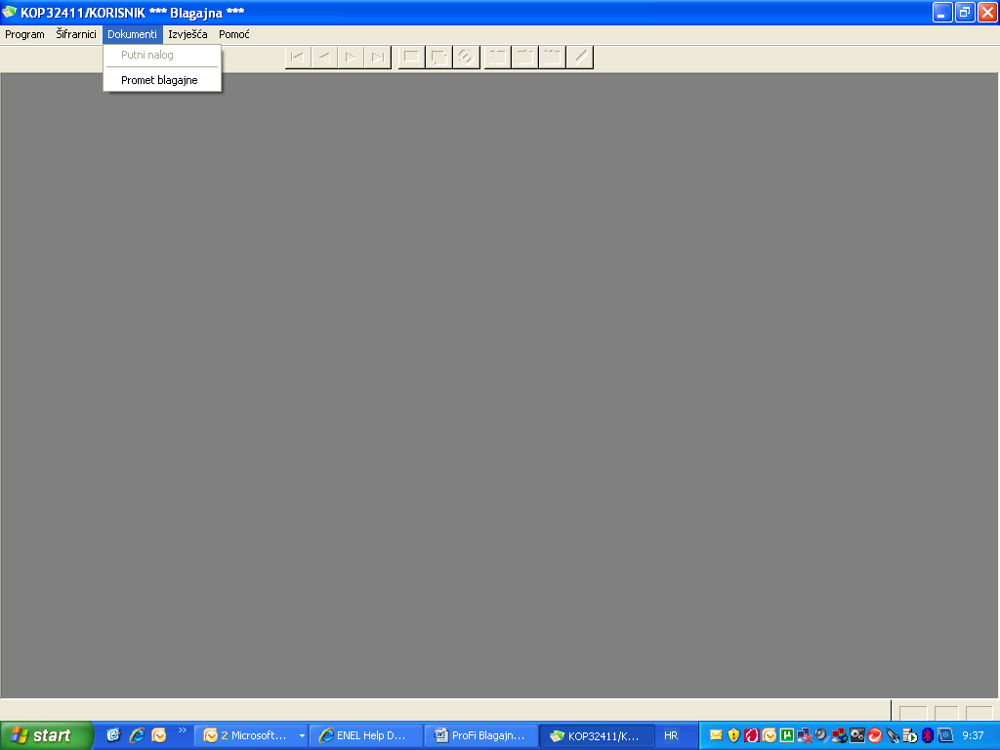 KOP32411/KORISNIK *** Blagajna ***
Program Šifrarnici Dokumenti Izvješća Pomoć
Putni nalog
Promet blagajne
start » 2 Microsoft... ENEL Help D... ProFi Blagajn... KOP32411/K... HR 9:37